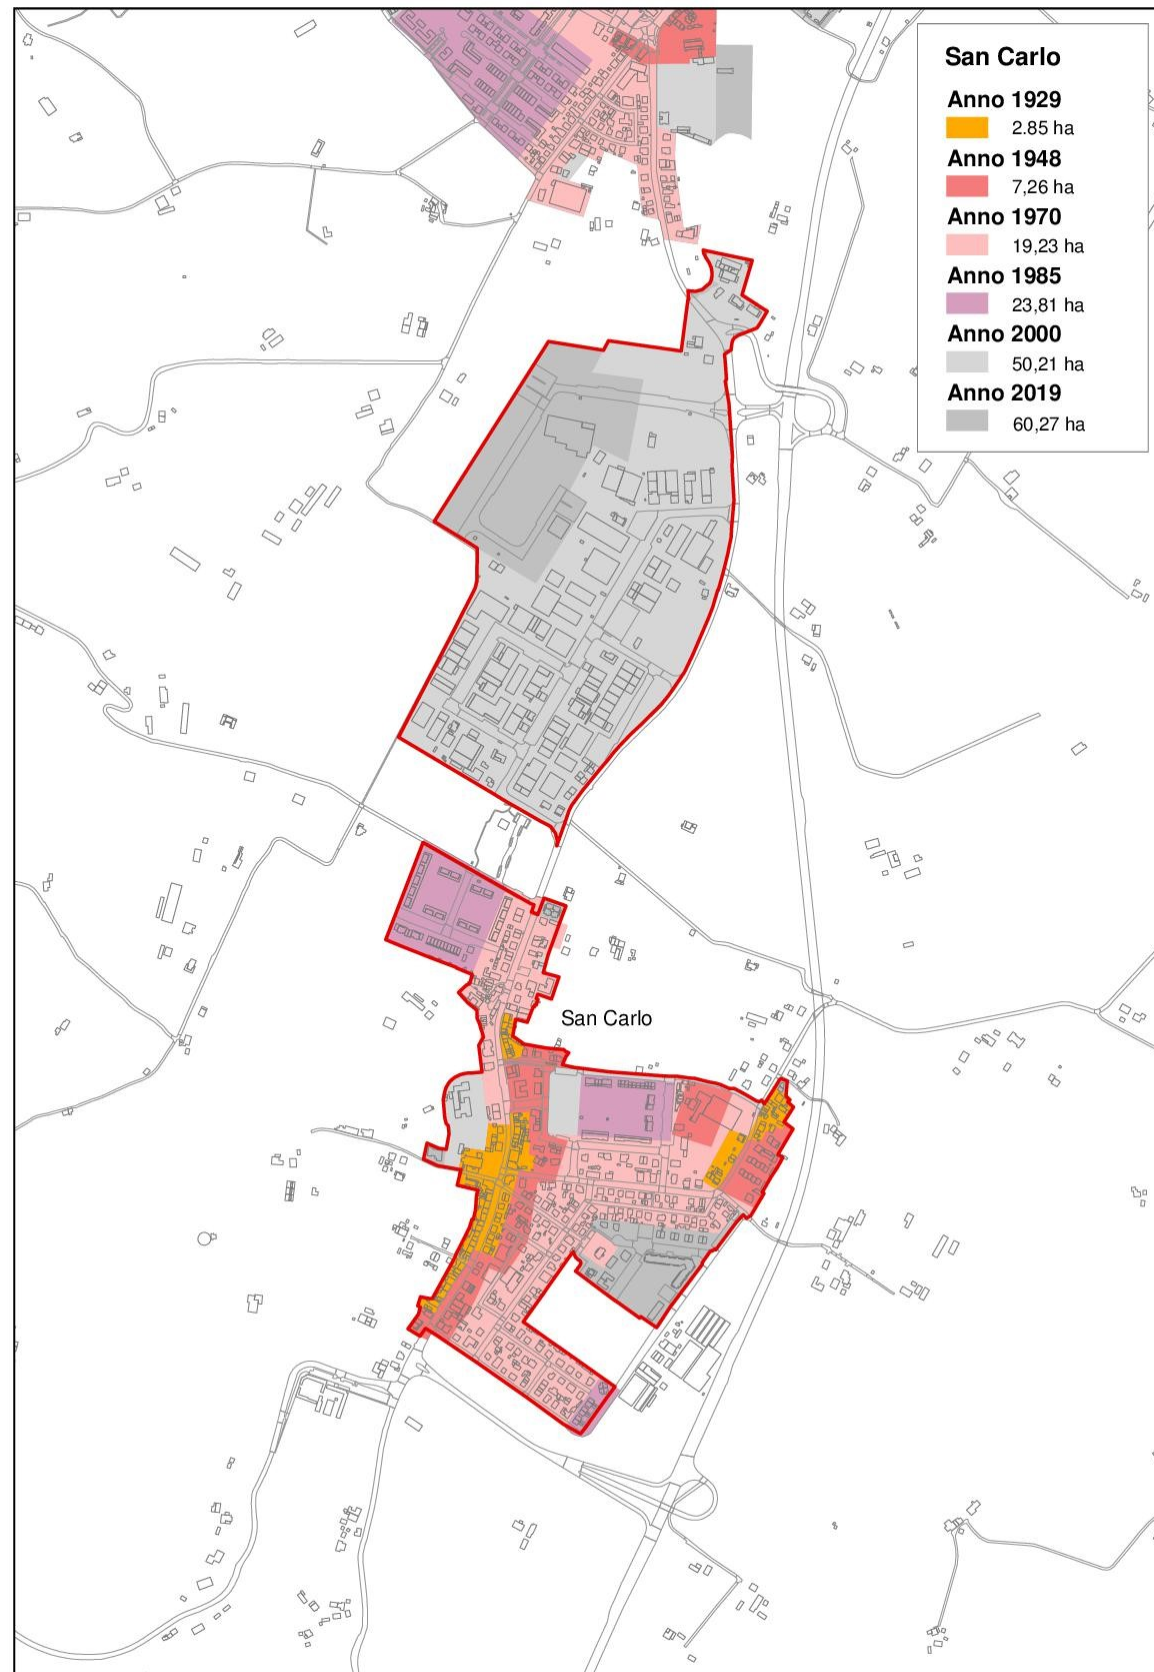 San Carlo
Anno 1929
2.85 ha
Anno 1948
7,26 ha
Anno 1970
19,23 ha
Anno 1985
23,81 ha
Anno 2000
50,21 ha
Anno 2019
60,27 ha
San Carlo